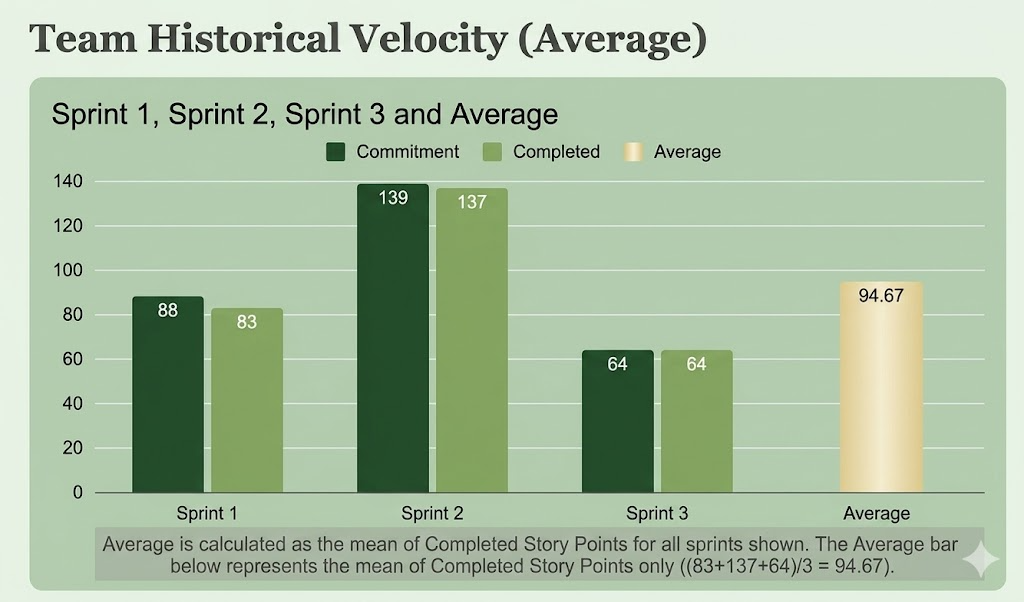 Team Historical Velocity (Average)
Sprint 1, Sprint 2, Sprint 3 and Average
Commitment Completed Average
140
120
100
80
60
40
20
0
88
83
139
137
64
64
94.67
Sprint 1 Sprint 2 Sprint 3 Average
Average is calculated as the mean of Completed Story Points for all sprints shown. The Average bar
below represents the mean of Completed Story Points only ((83+137+64)/3 = 94.67).